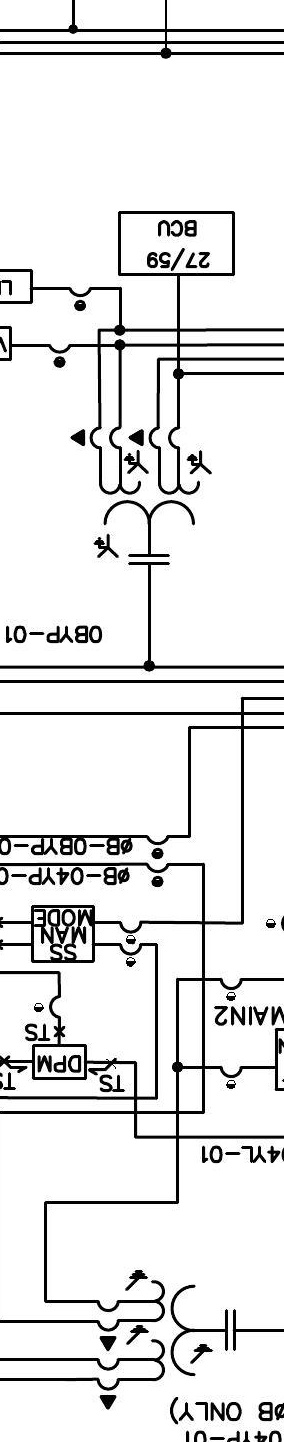 04YP-01
ØB ONLY)
04YL-01
TS
DPM
TS
TS
MAIN2
SS
MAN
MODE
ØB-04YP-0
ØB-0BYP-0
0BYP-01
27/59
BCU